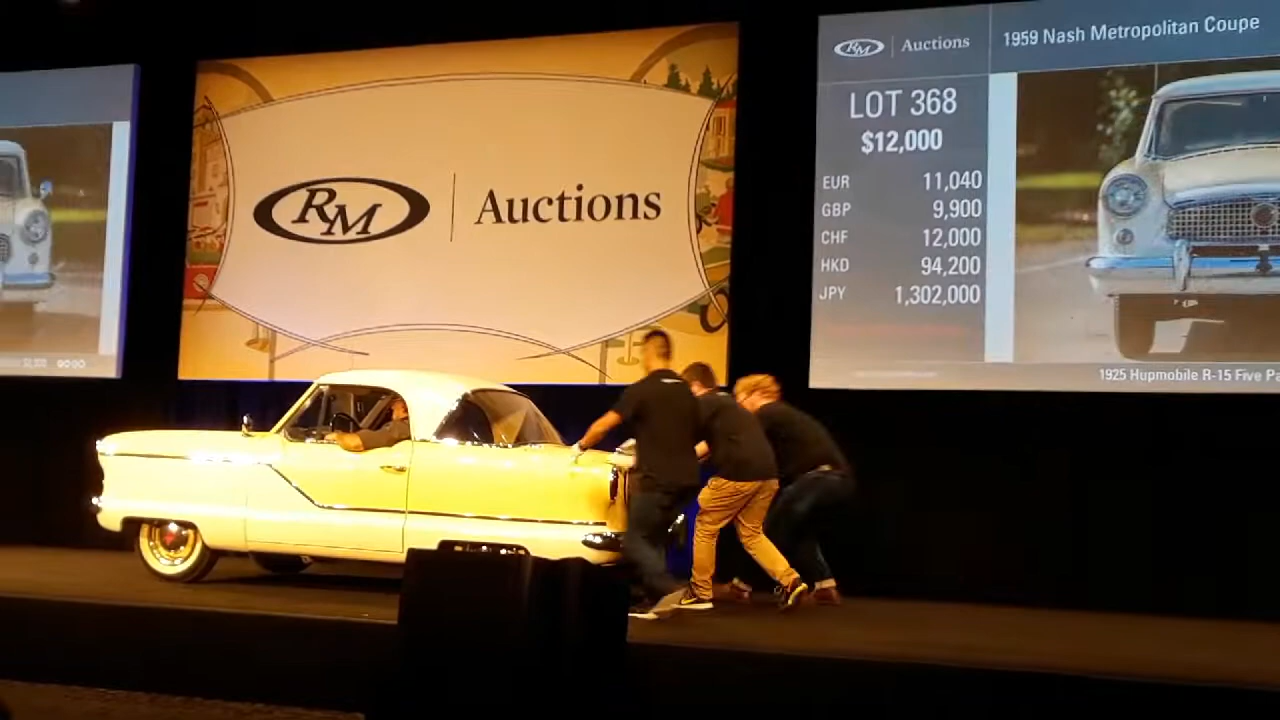 RM | Auctions
RM | Auctions
1959 Nash Metropolitan Coupe
LOT 368
$12,000
EUR 11,040
GBP 9,900
CHF 12,000
HKD 94,200
JPY 1,302,000
1925 Hupmobile R-15 Five Pa